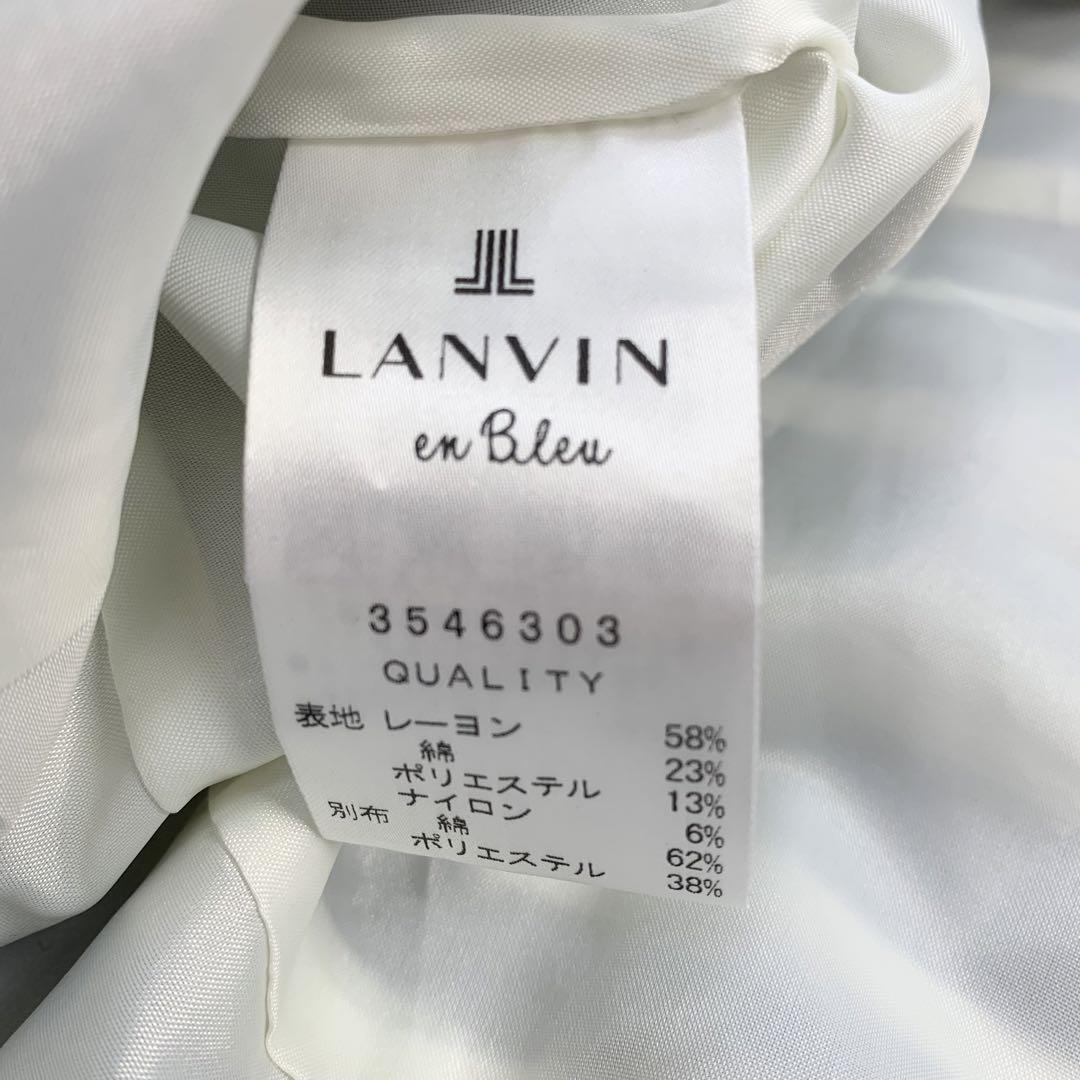 LANVIN
en Bleu
3546303
QUALITY
表地 レーヨン 58%
綿 23%
ポリエステル 13%
ナイロン 6%
別布 綿 62%
ポリエステル 38%